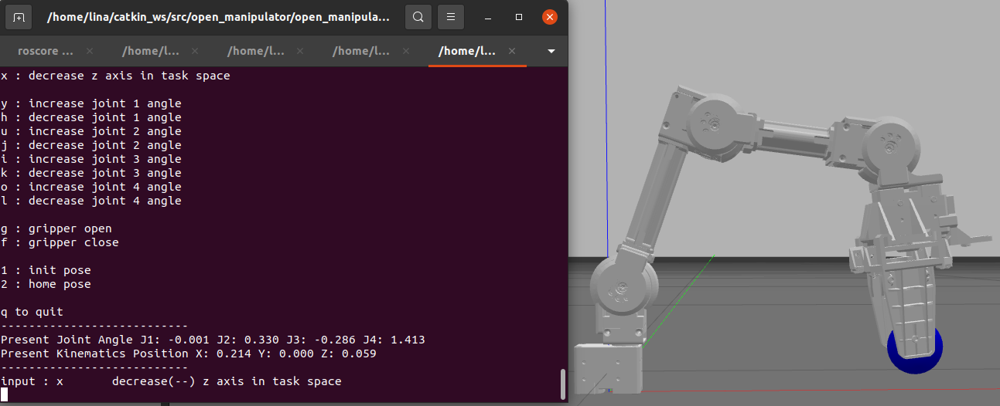 /home/lina/catkin_ws/src/open_manipulator/open_manipula...
roscore ...
/home/l...
/home/l...
/home/l...
/home/l...
x : decrease z axis in task space
y : increase joint 1 angle
h : decrease joint 1 angle
u : increase joint 2 angle
j : decrease joint 2 angle
i : increase joint 3 angle
k : decrease joint 3 angle
o : increase joint 4 angle
l : decrease joint 4 angle
g : gripper open
f : gripper close
1 : init pose
2 : home pose
q to quit
---------------------------
Present Joint Angle J1: -0.001 J2: 0.330 J3: -0.286 J4: 1.413
Present Kinematics Position X: 0.214 Y: 0.000 Z: 0.059
---------------------------
input : x decrease(--) z axis in task space